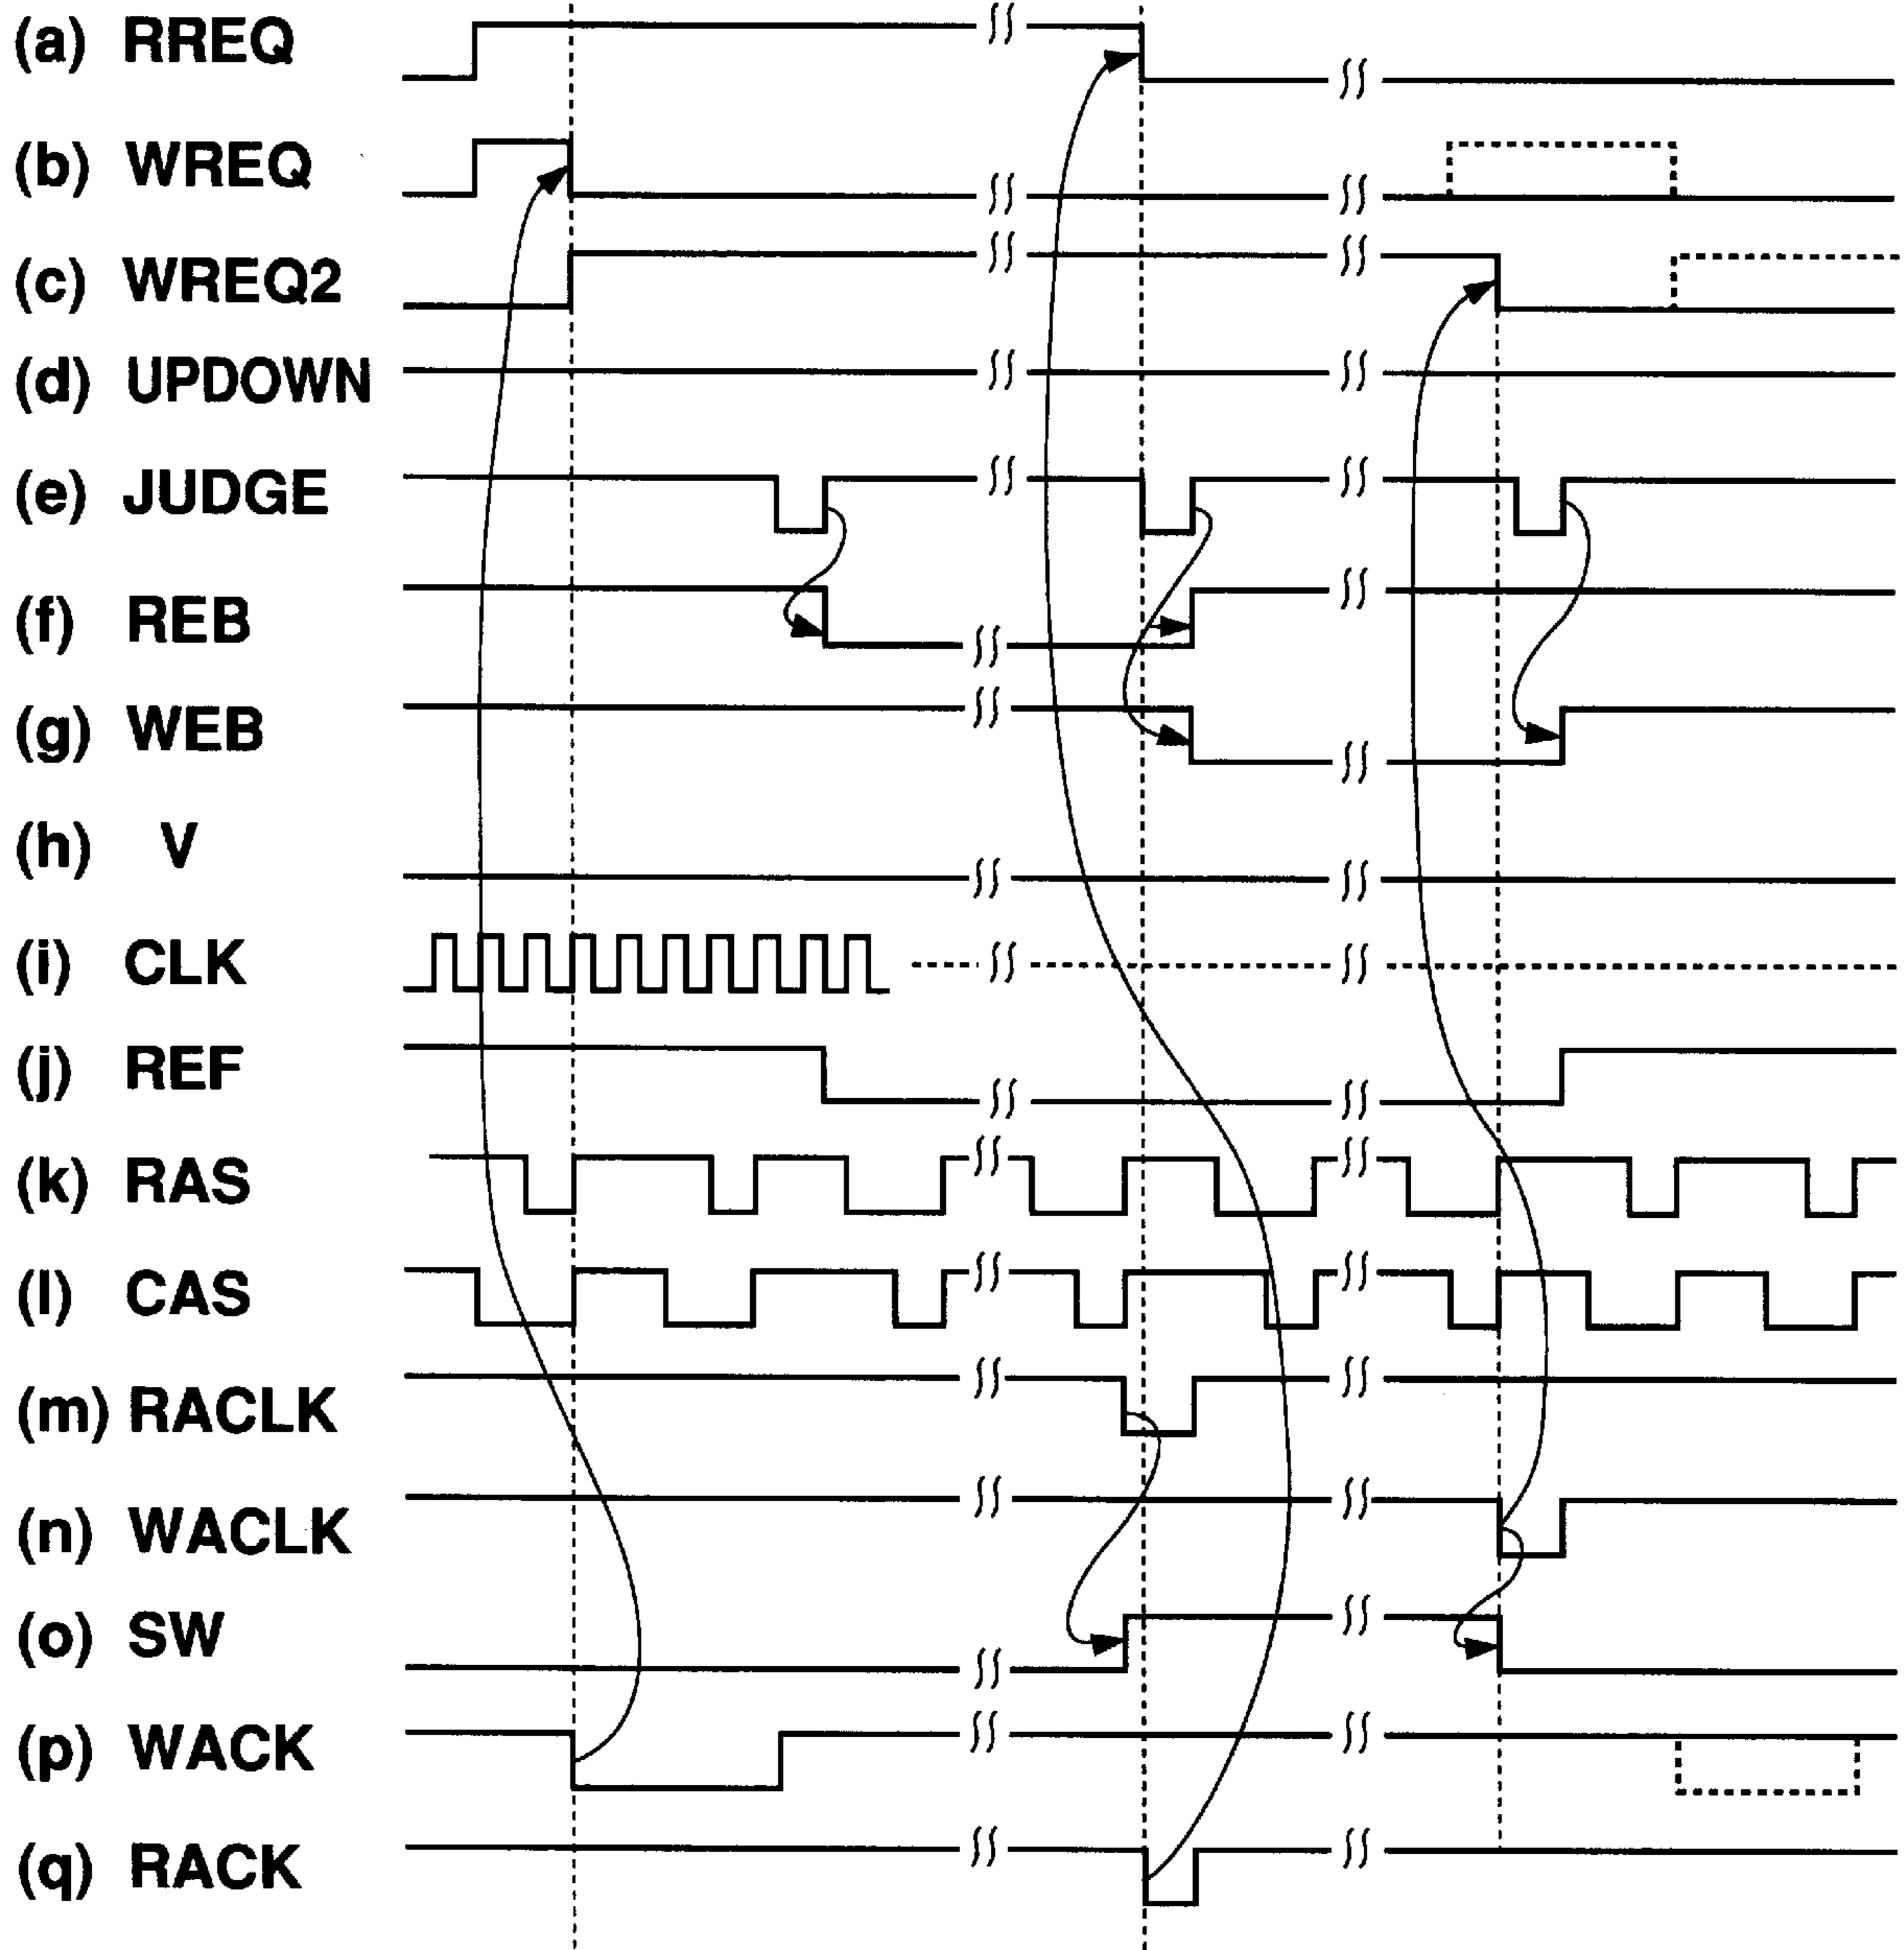 (a) RREQ
(b) WREQ
(c) WREQ2
(d) UPDOWN
(e) JUDGE
(f) REB
(g) WEB
(h) V
(i) CLK
(j) REF
(k) RAS
(l) CAS
(m) RACLK
(n) WACLK
(o) SW
(p) WACK
(q) RACK